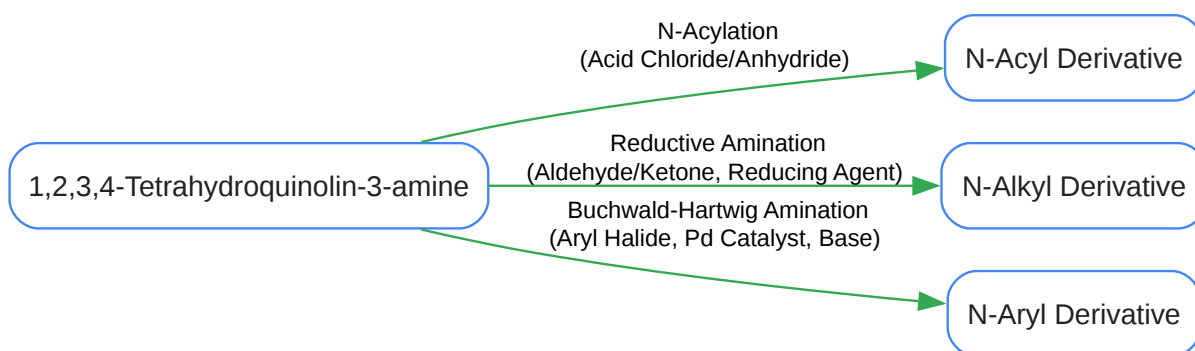 N-Acylation
(Acid Chloride/Anhydride)
N-Acyl Derivative
1,2,3,4-Tetrahydroquinolin-3-amine
Reductive Amination
(Aldehyde/Ketone, Reducing Agent)
N-Alkyl Derivative
Buchwald-Hartwig Amination
(Aryl Halide, Pd Catalyst, Base)
N-Aryl Derivative